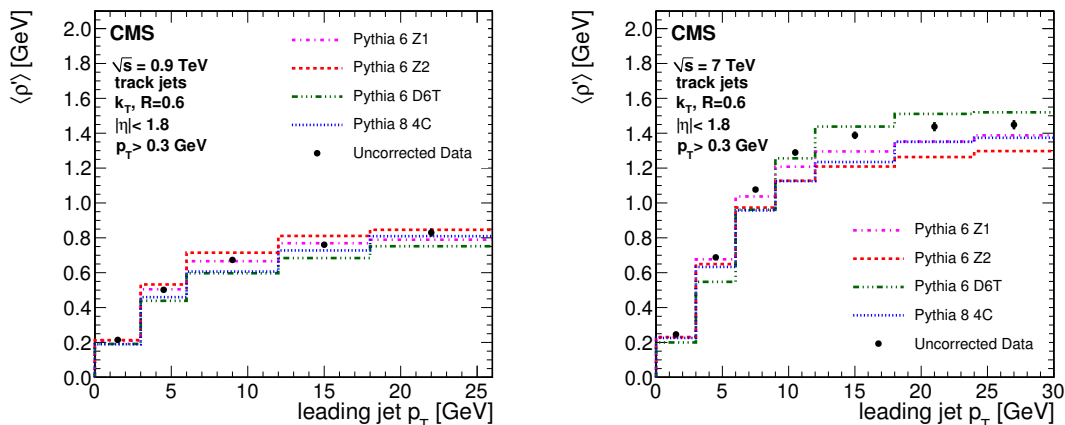 CMS
√s = 0.9 TeV
track jets
k_T, R=0.6
|η|< 1.8
p_T> 0.3 GeV
Pythia 6 Z1
Pythia 6 Z2
Pythia 6 D6T
Pythia 8 4C
Uncorrected Data
⟨ρ'⟩ [GeV]
2.0
1.8
1.6
1.4
1.2
1.0
0.8
0.6
0.4
0.2
0.0
0 5 10 15 20 25
leading jet p_T [GeV]
CMS
√s = 7 TeV
track jets
k_T, R=0.6
|η|< 1.8
p_T> 0.3 GeV
Pythia 6 Z1
Pythia 6 Z2
Pythia 6 D6T
Pythia 8 4C
Uncorrected Data
⟨ρ'⟩ [GeV]
2.0
1.8
1.6
1.4
1.2
1.0
0.8
0.6
0.4
0.2
0.0
0 5 10 15 20 25 30
leading jet p_T [GeV]